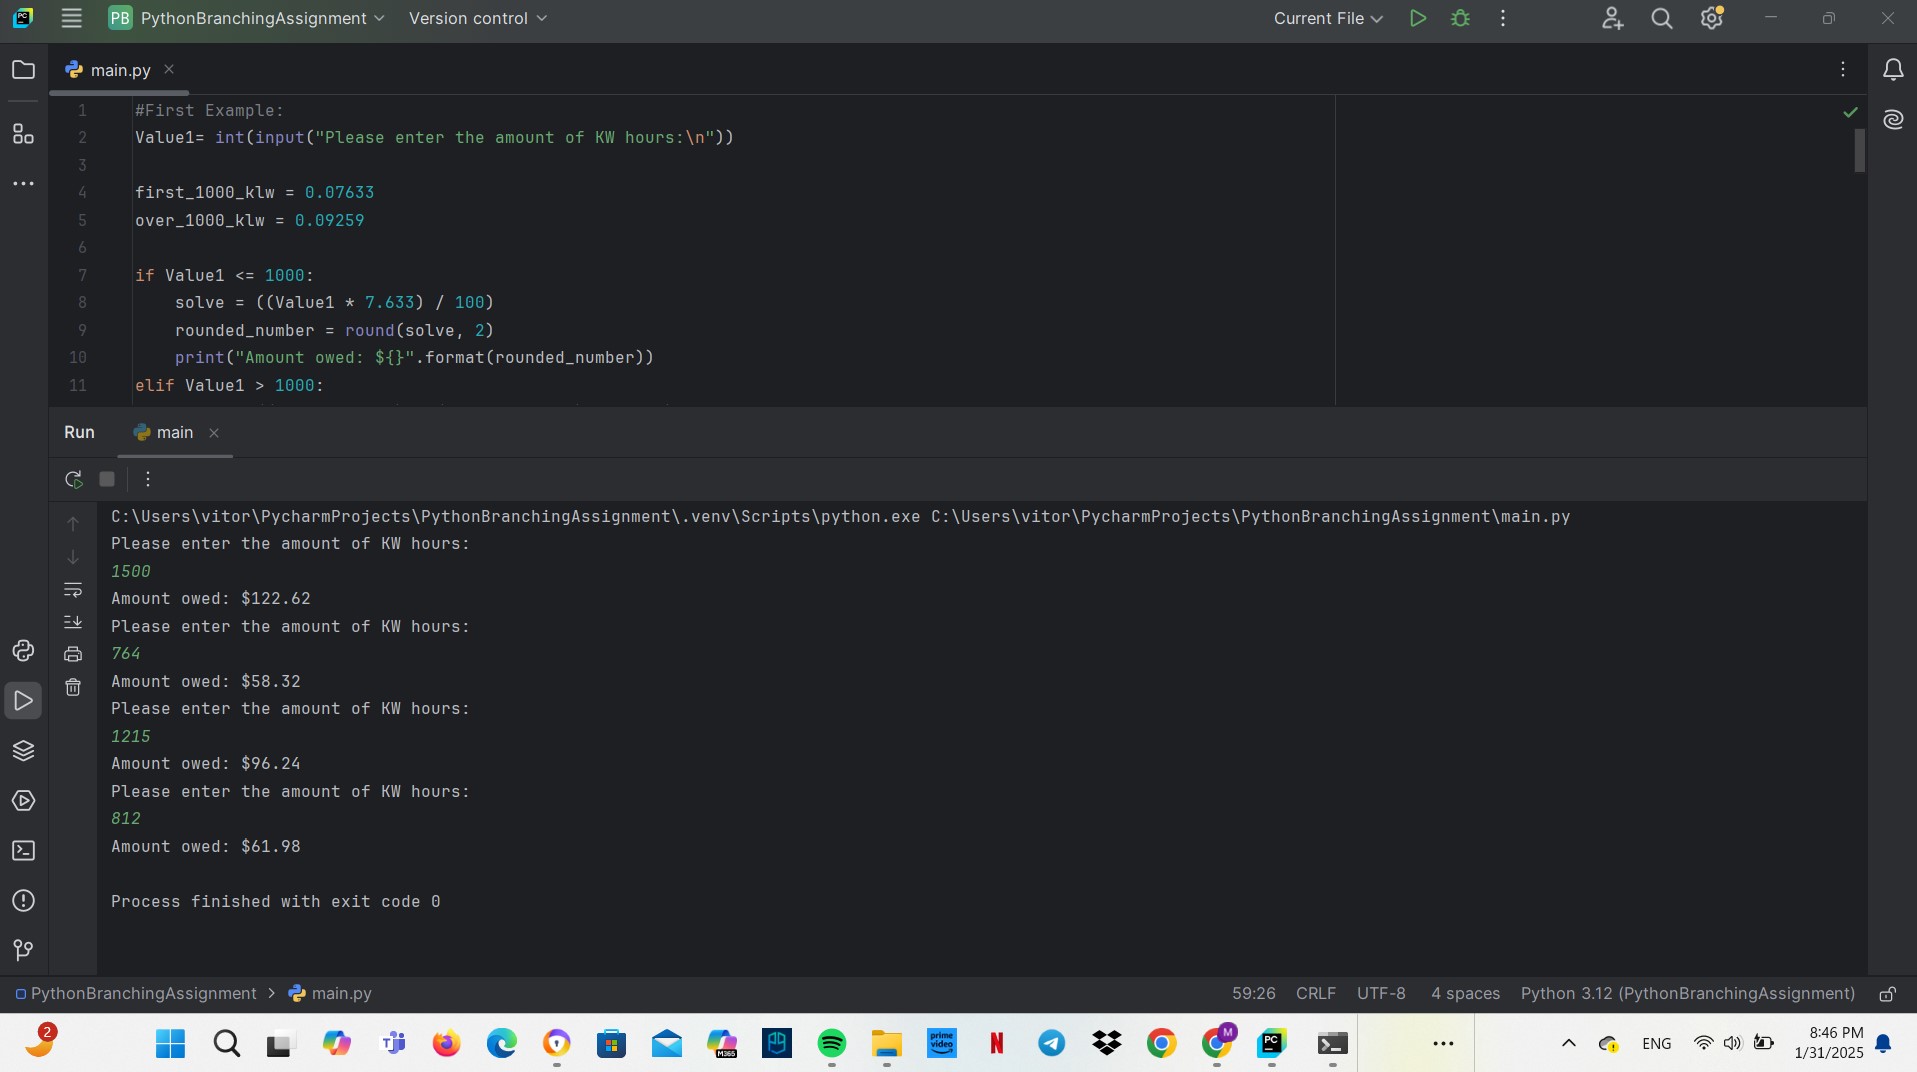 PB PythonBranchingAssignment Version control Current File
main.py
1 #First Example:
2 Value1= int(input("Please enter the amount of KW hours:\n"))
3
4 first_1000_klw = 0.07633
5 over_1000_klw = 0.09259
6
7 if Value1 <= 1000:
8 solve = ((Value1 * 7.633) / 100)
9 rounded_number = round(solve, 2)
10 print("Amount owed: ${}".format(rounded_number))
11 elif Value1 > 1000:
Run main
C:\Users\vitor\PycharmProjects\PythonBranchingAssignment\.venv\Scripts\python.exe C:\Users\vitor\PycharmProjects\PythonBranchingAssignment\main.py
Please enter the amount of KW hours:
1500
Amount owed: $122.62
Please enter the amount of KW hours:
764
Amount owed: $58.32
Please enter the amount of KW hours:
1215
Amount owed: $96.24
Please enter the amount of KW hours:
812
Amount owed: $61.98
Process finished with exit code 0
PythonBranchingAssignment > main.py 59:26 CRLF UTF-8 4 spaces Python 3.12 (PythonBranchingAssignment)
2 M365 prime video N M PC ENG 8:46 PM
1/31/2025